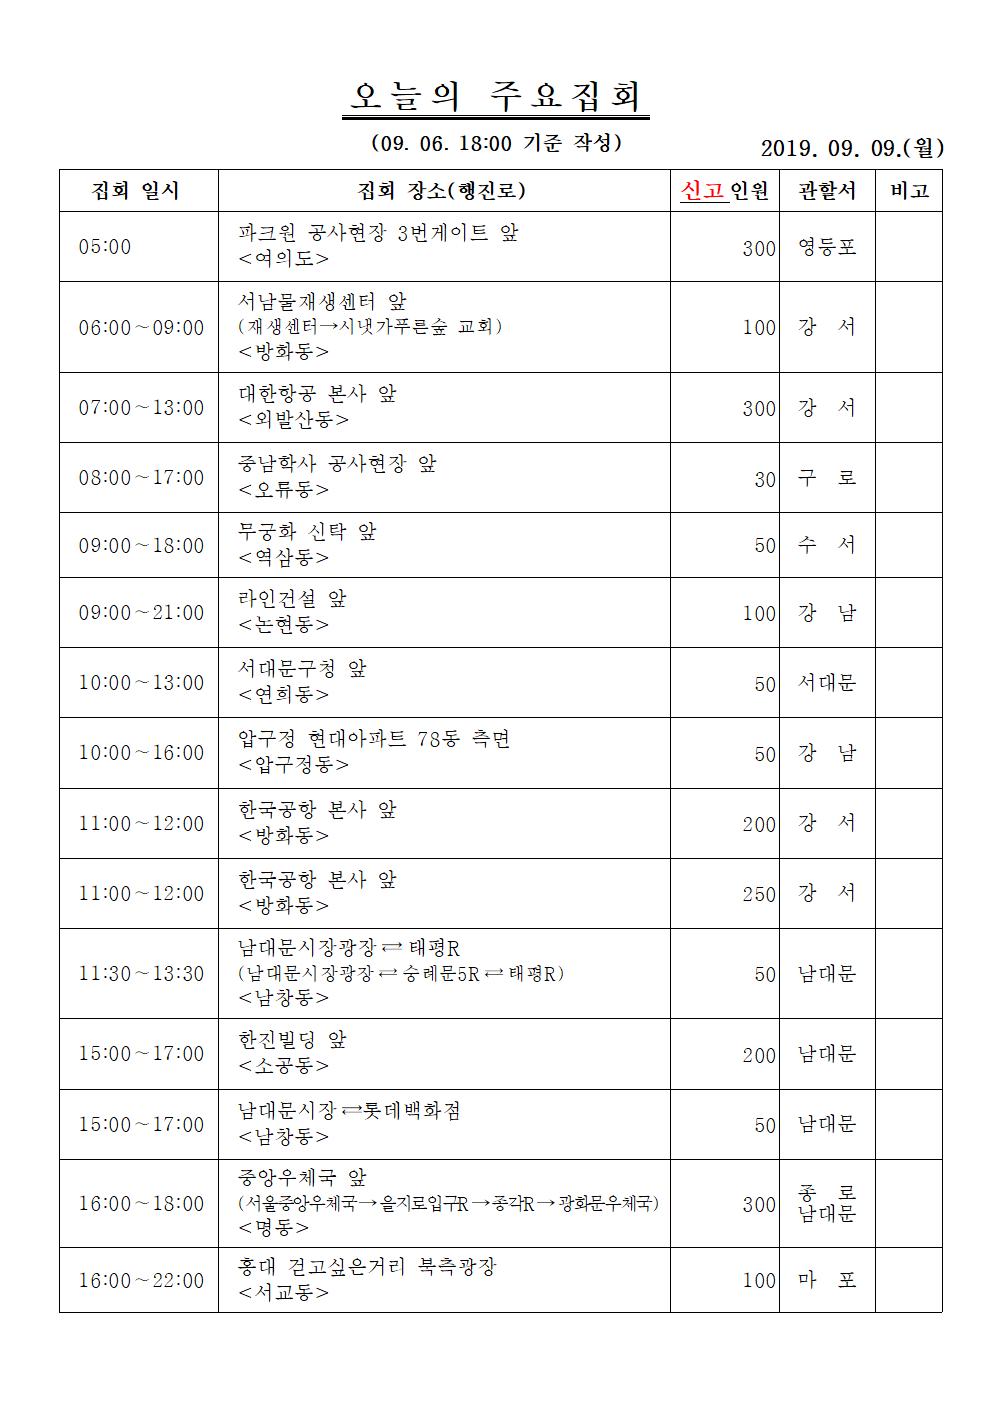 오늘의 주요집회
(09. 06. 18:00 기준 작성)
2019. 09. 09.(월)
집회 일시 집회 장소(행진로) 신고 인원 관할서 비고
05:00 파크원 공사현장 3번게이트 앞
<여의도> 300 영등포
06:00~09:00 서남물재생센터 앞
(재생센터→시냇가푸른숲 교회)
<방화동> 100 강 서
07:00~13:00 대한항공 본사 앞
<외발산동> 300 강 서
08:00~17:00 중남학사 공사현장 앞
<오류동> 30 구 로
09:00~18:00 무궁화 신탁 앞
<역삼동> 50 수 서
09:00~21:00 라인건설 앞
<논현동> 100 강 남
10:00~13:00 서대문구청 앞
<연희동> 50 서대문
10:00~16:00 압구정 현대아파트 78동 측면
<압구정동> 50 강 남
11:00~12:00 한국공항 본사 앞
<방화동> 200 강 서
11:00~12:00 한국공항 본사 앞
<방화동> 250 강 서
11:30~13:30 남대문시장광장 ⇄ 태평R
(남대문시장광장 ⇄ 숭례문5R ⇄ 태평R)
<남창동> 50 남대문
15:00~17:00 한진빌딩 앞
<소공동> 200 남대문
15:00~17:00 남대문시장 ⇄롯데백화점
<남창동> 50 남대문
16:00~18:00 중앙우체국 앞
(서울중앙우체국→을지로입구R→종각R→광화문우체국)
<명동> 300 종 로
남대문
16:00~22:00 홍대 걷고싶은거리 북측광장
<서교동> 100 마 포